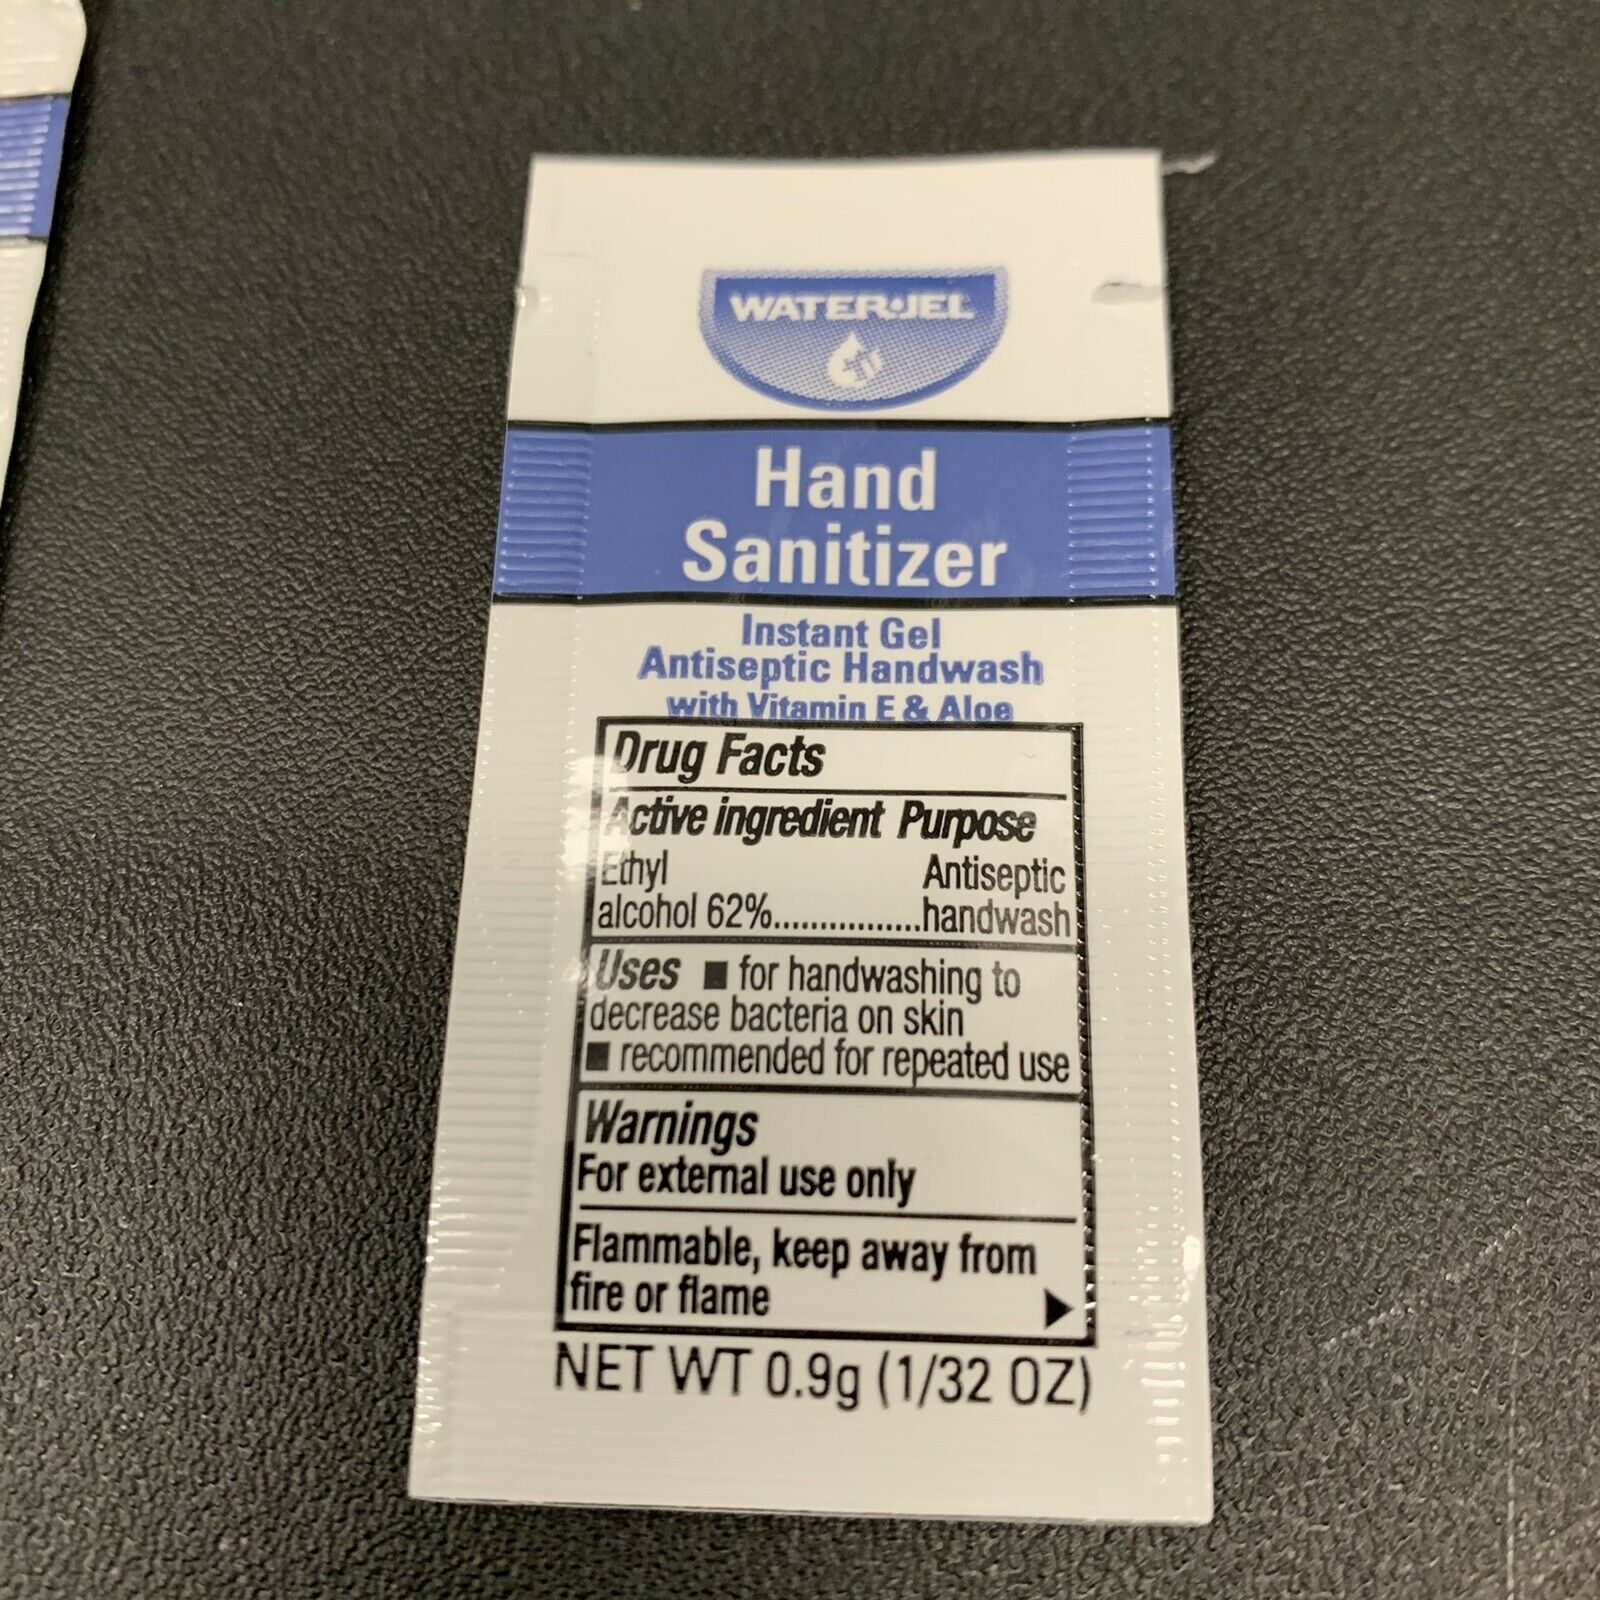 WATER•JEL
Hand
Sanitizer
Instant Gel
Antiseptic Handwash
with Vitamin E & Aloe
Drug Facts
Active ingredient Purpose
Ethyl Antiseptic
alcohol 62%................handwash
Uses ■ for handwashing to
decrease bacteria on skin
■ recommended for repeated use
Warnings
For external use only
Flammable, keep away from
fire or flame ▶
NET WT 0.9g (1/32 OZ)